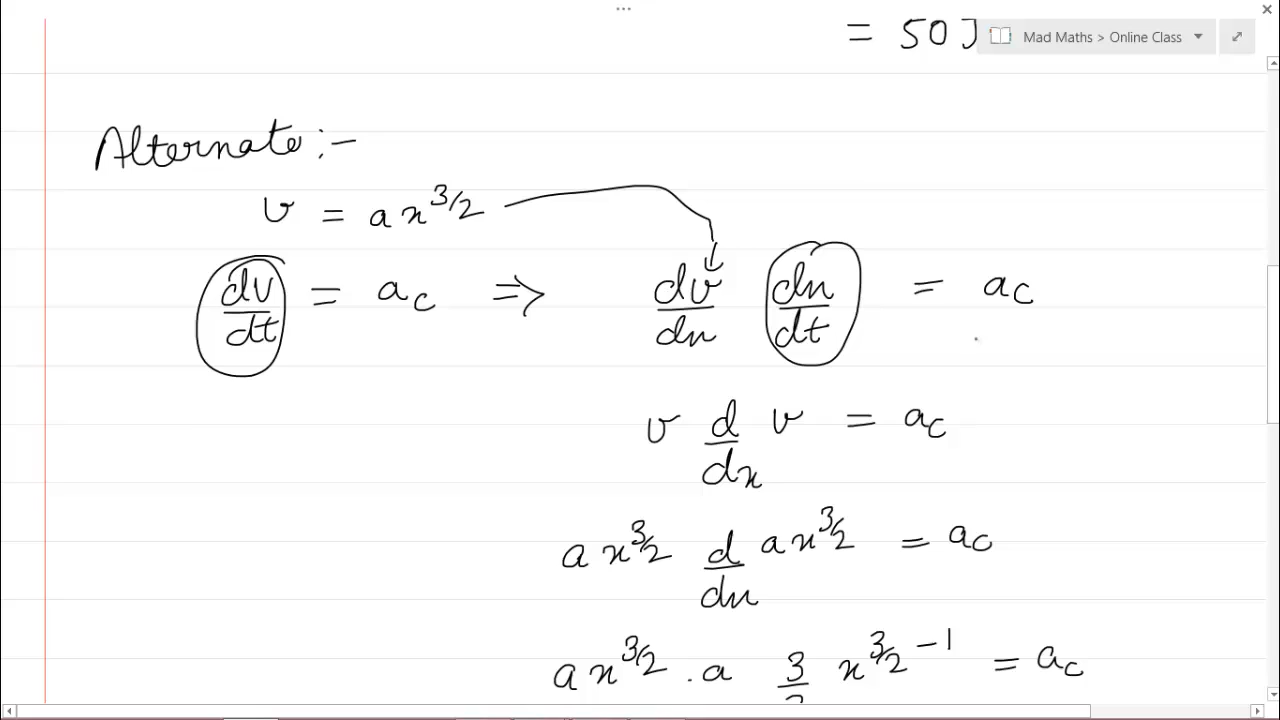 = 50 J
Mad Maths > Online Class
Alternate :-
v = ax^{3/2}
dv/dt = a_c ⇒ dv/dx dx/dt = a_c
v d/dx v = a_c
ax^{3/2} d/dx ax^{3/2} = a_c
ax^{3/2} . a 3/2 x^{3/2 - 1} = a_c